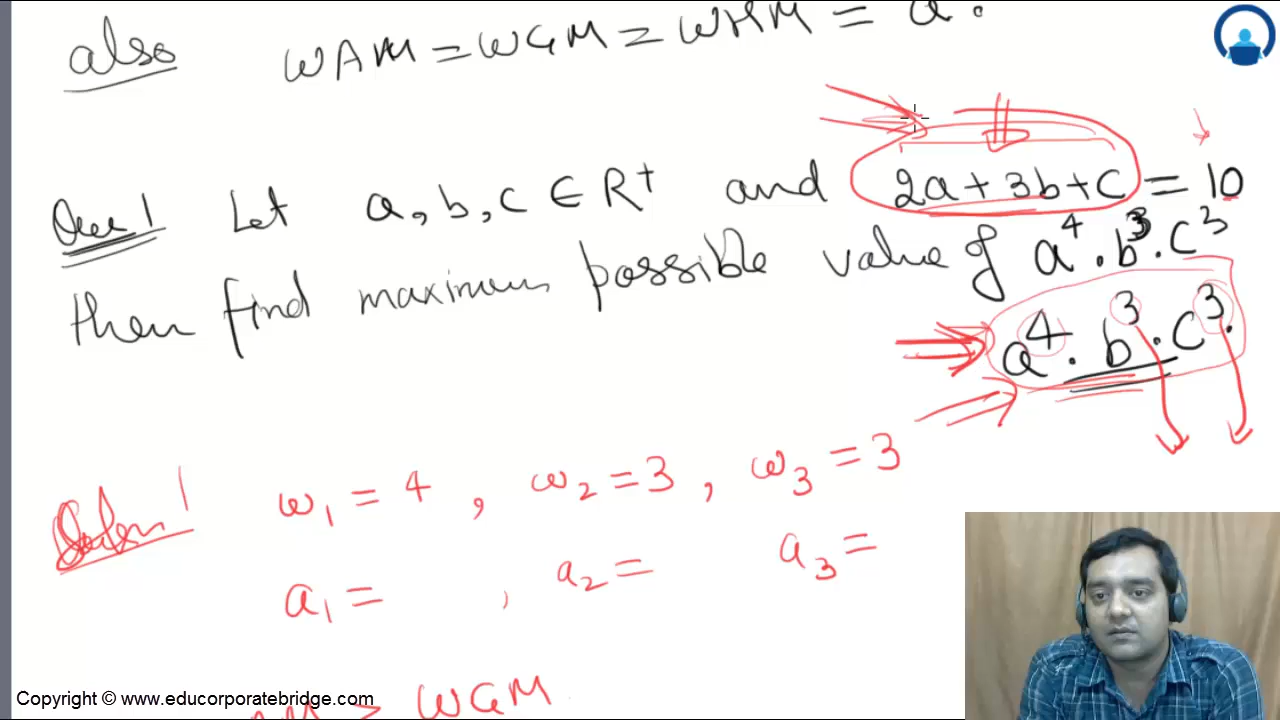 also WAM = WGM = WHM = a.
Ques 1 Let a, b, c ∈ R⁺ and 2a + 3b + c = 10
then find maximum possible value of a⁴ · b³ · c³
a⁴ · b³ · c³.
Soln 1 w₁ = 4 , w₂ = 3 , w₃ = 3
a₁ = , a₂ = a₃ =
> WGM
Copyright © www.educorporatebridge.com